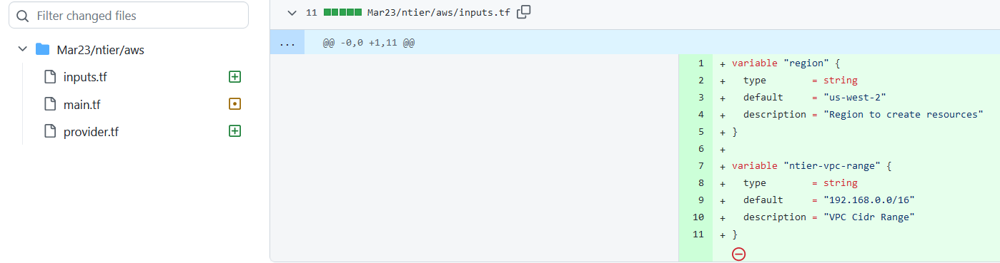 Filter changed files
Mar23/ntier/aws
inputs.tf
main.tf
provider.tf
11 Mar23/ntier/aws/inputs.tf
... @@ -0,0 +1,11 @@
1 + variable "region" {
2 +   type        = string
3 +   default     = "us-west-2"
4 +   description = "Region to create resources"
5 + }
6 +
7 + variable "ntier-vpc-range" {
8 +   type        = string
9 +   default     = "192.168.0.0/16"
10 +   description = "VPC Cidr Range"
11 + }